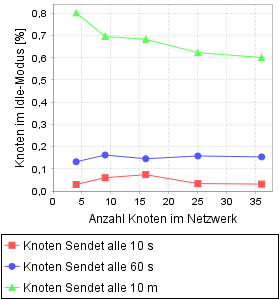 Knoten im Idle-Modus [%]
0,8
0,7
0,6
0,5
0,4
0,3
0,2
0,1
0,0
0 5 10 15 20 25 30 35
Anzahl Knoten im Netzwerk
Knoten Sendet alle 10 s
Knoten Sendet alle 60 s
Knoten Sendet alle 10 m